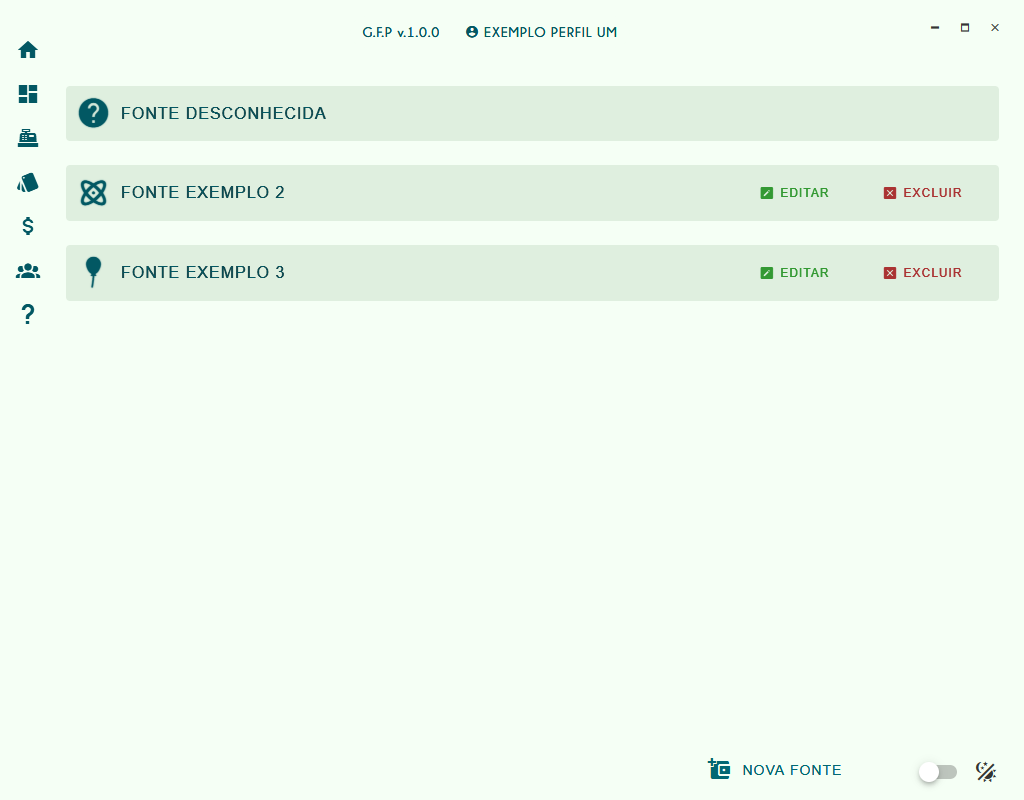 G.F.P v.1.0.0 EXEMPLO PERFIL UM
FONTE DESCONHECIDA
FONTE EXEMPLO 2 EDITAR EXCLUIR
FONTE EXEMPLO 3 EDITAR EXCLUIR
NOVA FONTE